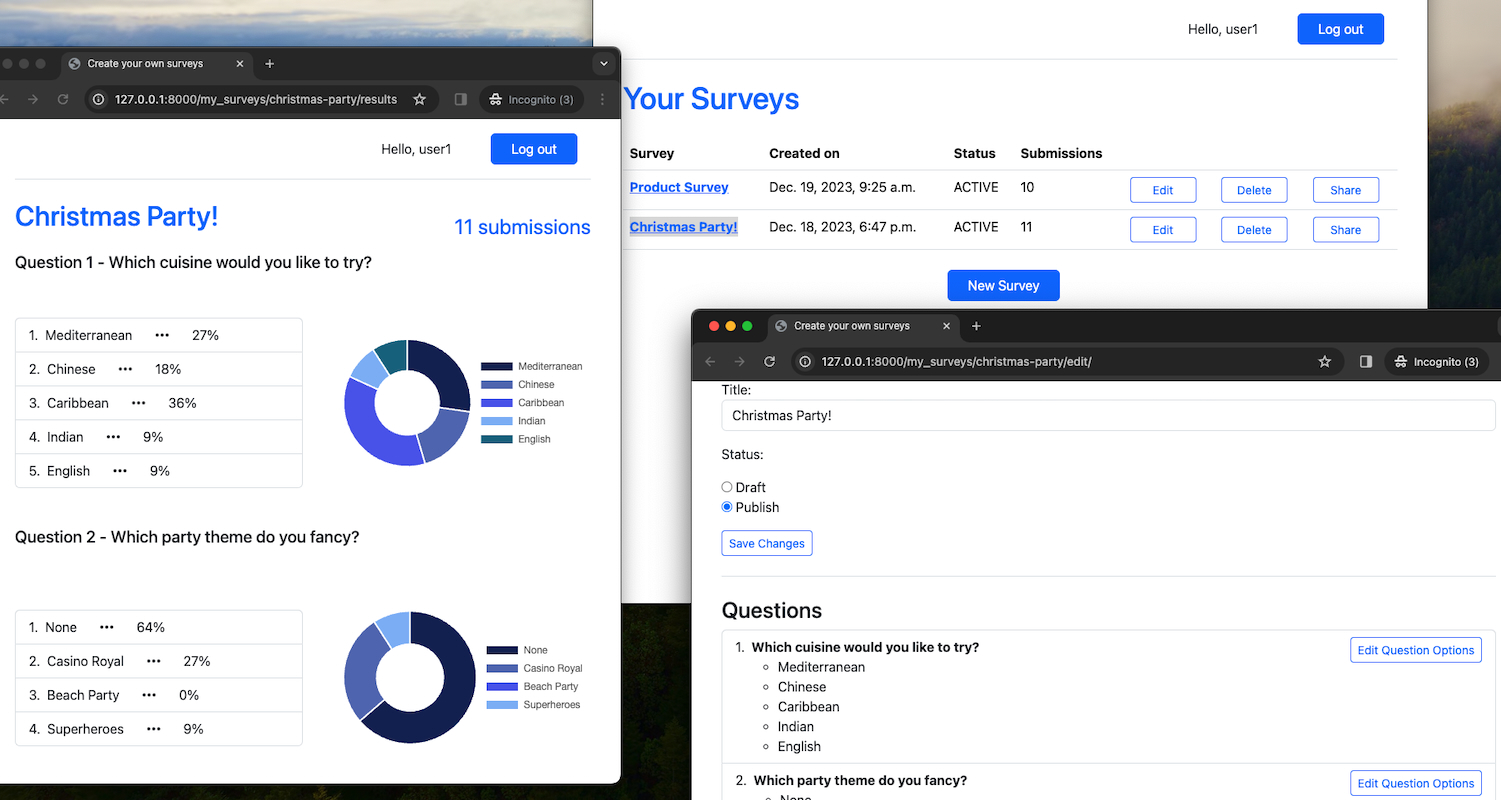 Hello, user1 Log out
Your Surveys
Survey Created on Status Submissions
Product Survey Dec. 19, 2023, 9:25 a.m. ACTIVE 10 Edit Delete Share
Christmas Party! Dec. 18, 2023, 6:47 p.m. ACTIVE 11 Edit Delete Share
New Survey
Create your own surveys
127.0.0.1:8000/my_surveys/christmas-party/results Incognito (3)
Hello, user1 Log out
Christmas Party!
11 submissions
Question 1 - Which cuisine would you like to try?
1. Mediterranean ••• 27%
2. Chinese ••• 18%
3. Caribbean ••• 36%
4. Indian ••• 9%
5. English ••• 9%
Mediterranean
Chinese
Caribbean
Indian
English
Question 2 - Which party theme do you fancy?
1. None ••• 64%
2. Casino Royal ••• 27%
3. Beach Party ••• 0%
4. Superheroes ••• 9%
None
Casino Royal
Beach Party
Superheroes
Create your own surveys
127.0.0.1:8000/my_surveys/christmas-party/edit/ Incognito (3)
Title:
Christmas Party!
Status:
Draft
Publish
Save Changes
Questions
1. Which cuisine would you like to try? Edit Question Options
Mediterranean
Chinese
Caribbean
Indian
English
2. Which party theme do you fancy? Edit Question Options
None